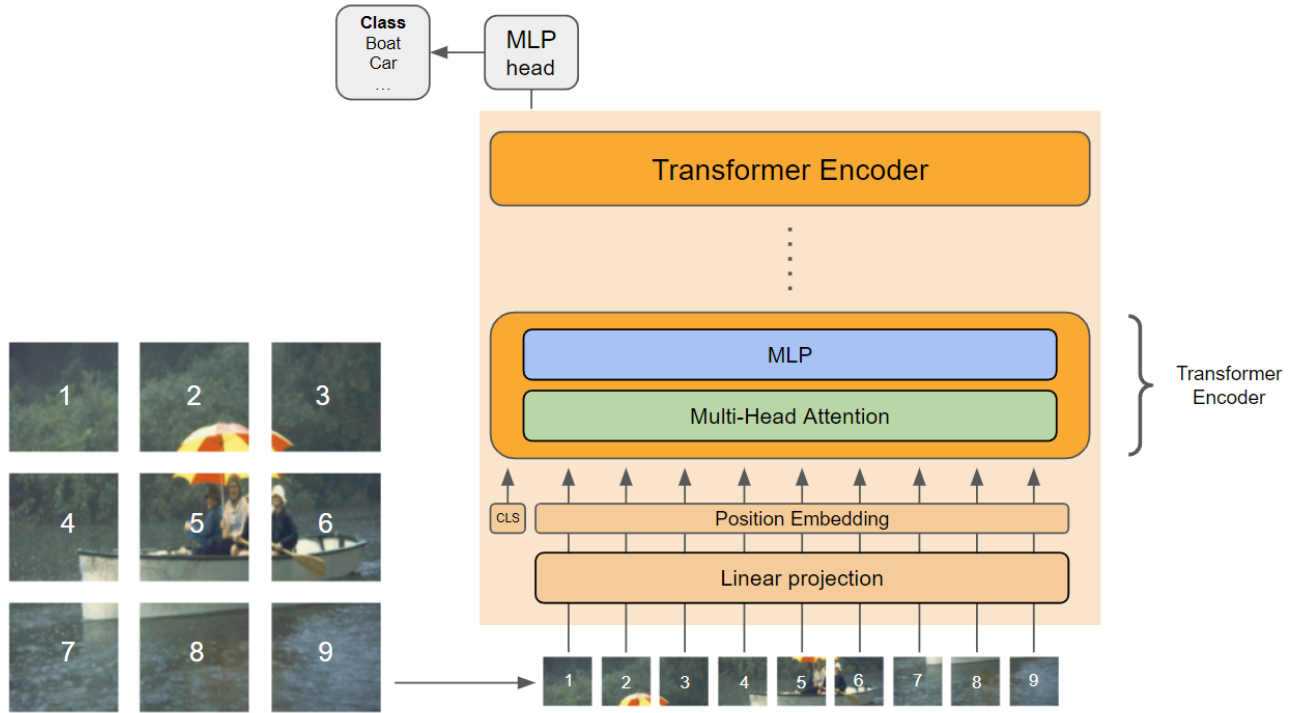 Class
Boat
Car
...
MLP
head
Transformer Encoder
MLP
Multi-Head Attention
Transformer
Encoder
CLS
Position Embedding
Linear projection
1 2 3
4 5 6
7 8 9
1 2 3 4 5 6 7 8 9